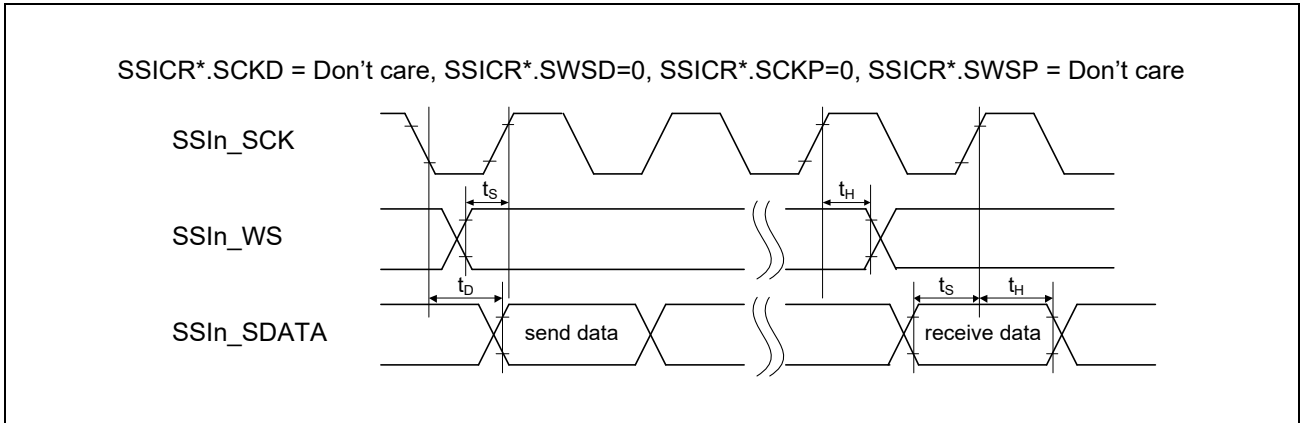 SSICR*.SCKD = Don't care, SSICR*.SWSD=0, SSICR*.SCKP=0, SSICR*.SWSP = Don't care
SSIn_SCK
tS
tH
SSIn_WS
tD
tS
tH
SSIn_SDATA
send data
receive data